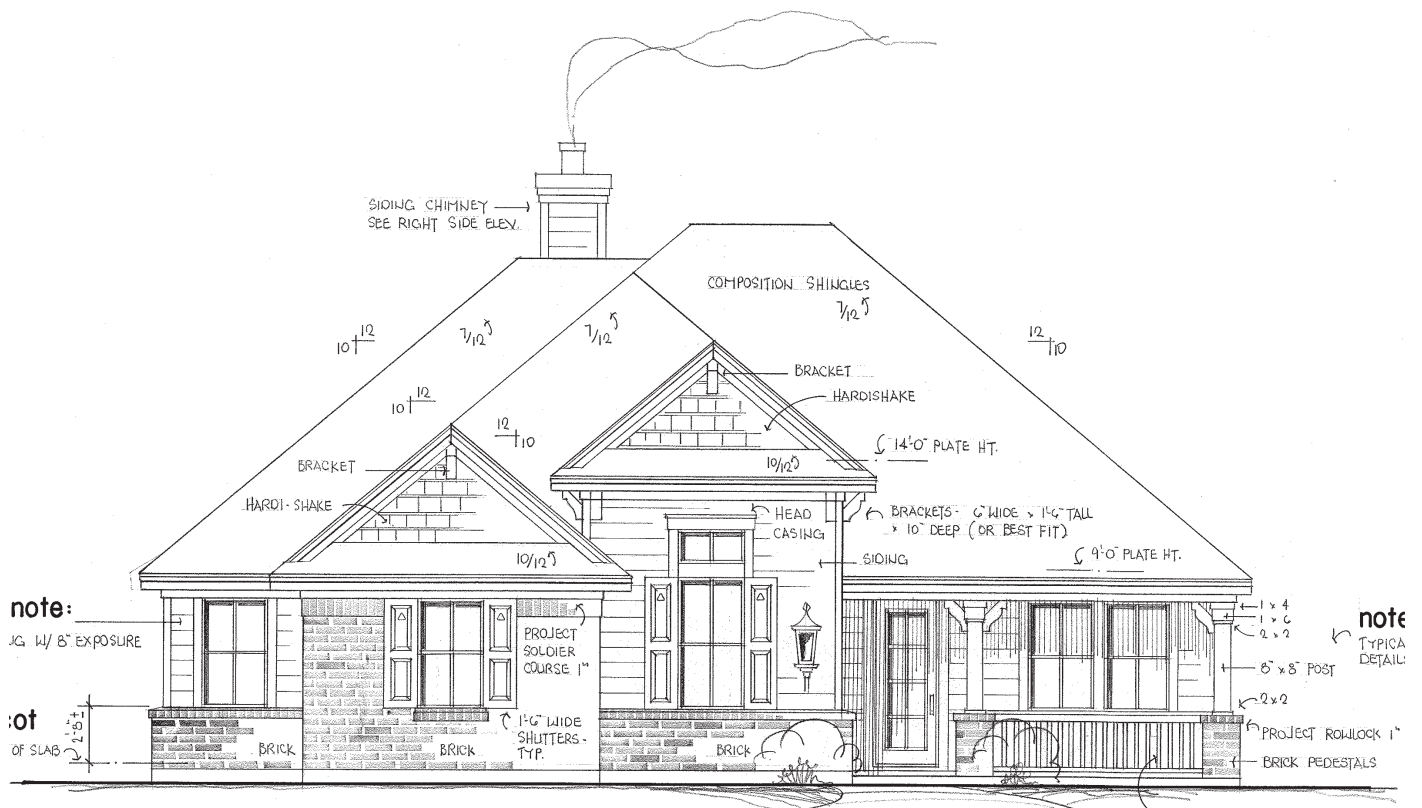 SIDING CHIMNEY
SEE RIGHT SIDE ELEV.
COMPOSITION SHINGLES
7/12
12
10
7/12
7/12
12
10
12
10
12
10
BRACKET
HARDISHAKE
14'-0" PLATE HT.
10/12
BRACKET
HARDI-SHAKE
10/12
HEAD
CASING
BRACKETS- 6" WIDE x 1'-6" TALL
x 10" DEEP (OR BEST FIT)
SIDING
9'-0" PLATE HT.
note:
W/ 8" EXPOSURE
PROJECT
SOLDIER
COURSE 1"
1 x 4
1 x 6
2 x 2
note
TYPICA
DETAILS
8" x 8" POST
2x2
ot
OF SLAB
2'-8"±
BRICK
BRICK
1'-6" WIDE
SHUTTERS-
TYP.
BRICK
PROJECT ROWLOCK 1"
BRICK PEDESTALS